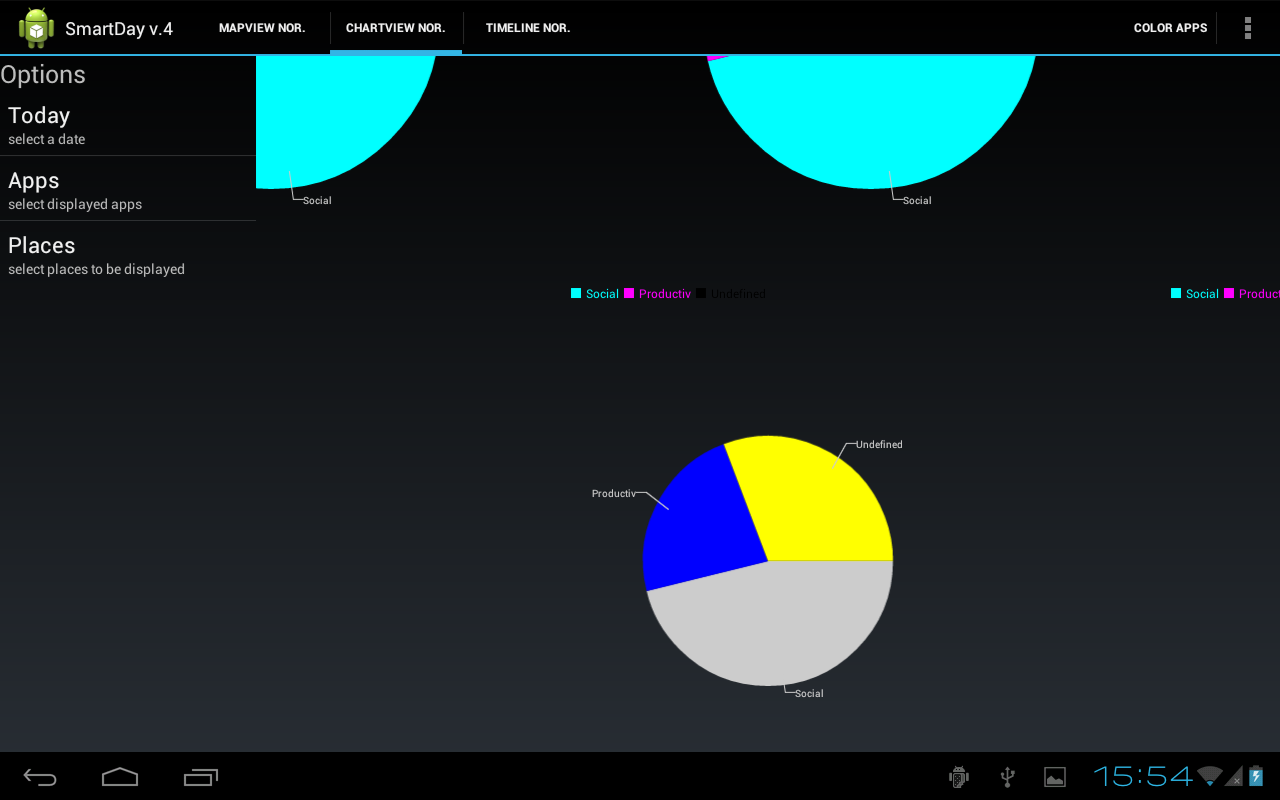 SmartDay v.4
MAPVIEW NOR.
CHARTVIEW NOR.
TIMELINE NOR.
COLOR APPS
Options
Today
select a date
Apps
select displayed apps
Places
select places to be displayed
Social
Social
Social Productiv Undefined
Social Product
Undefined
Productiv
Social
15:54